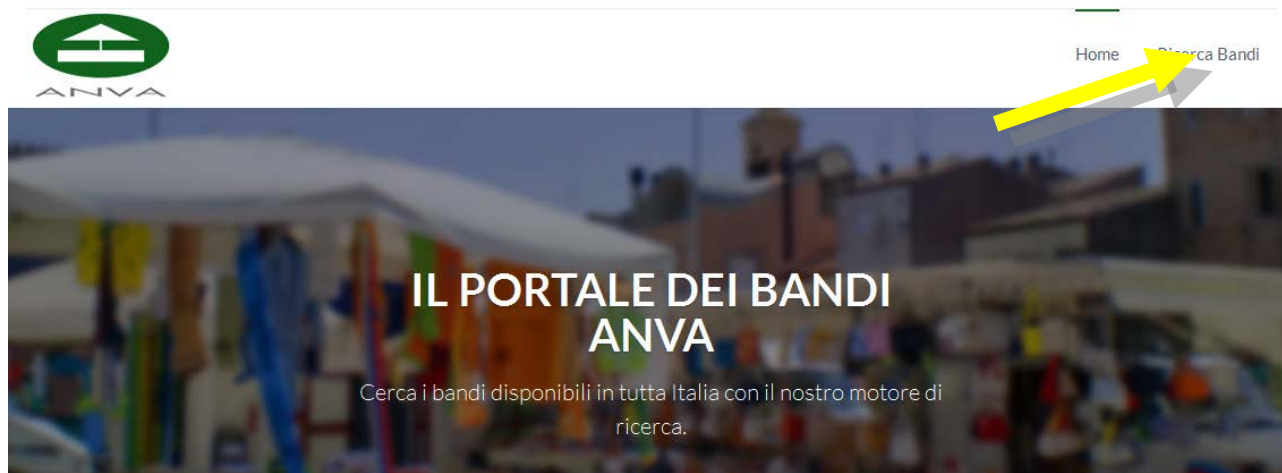 ANVA
Home Ricerca Bandi
IL PORTALE DEI BANDI
ANVA
Cerca i bandi disponibili in tutta Italia con il nostro motore di
ricerca.